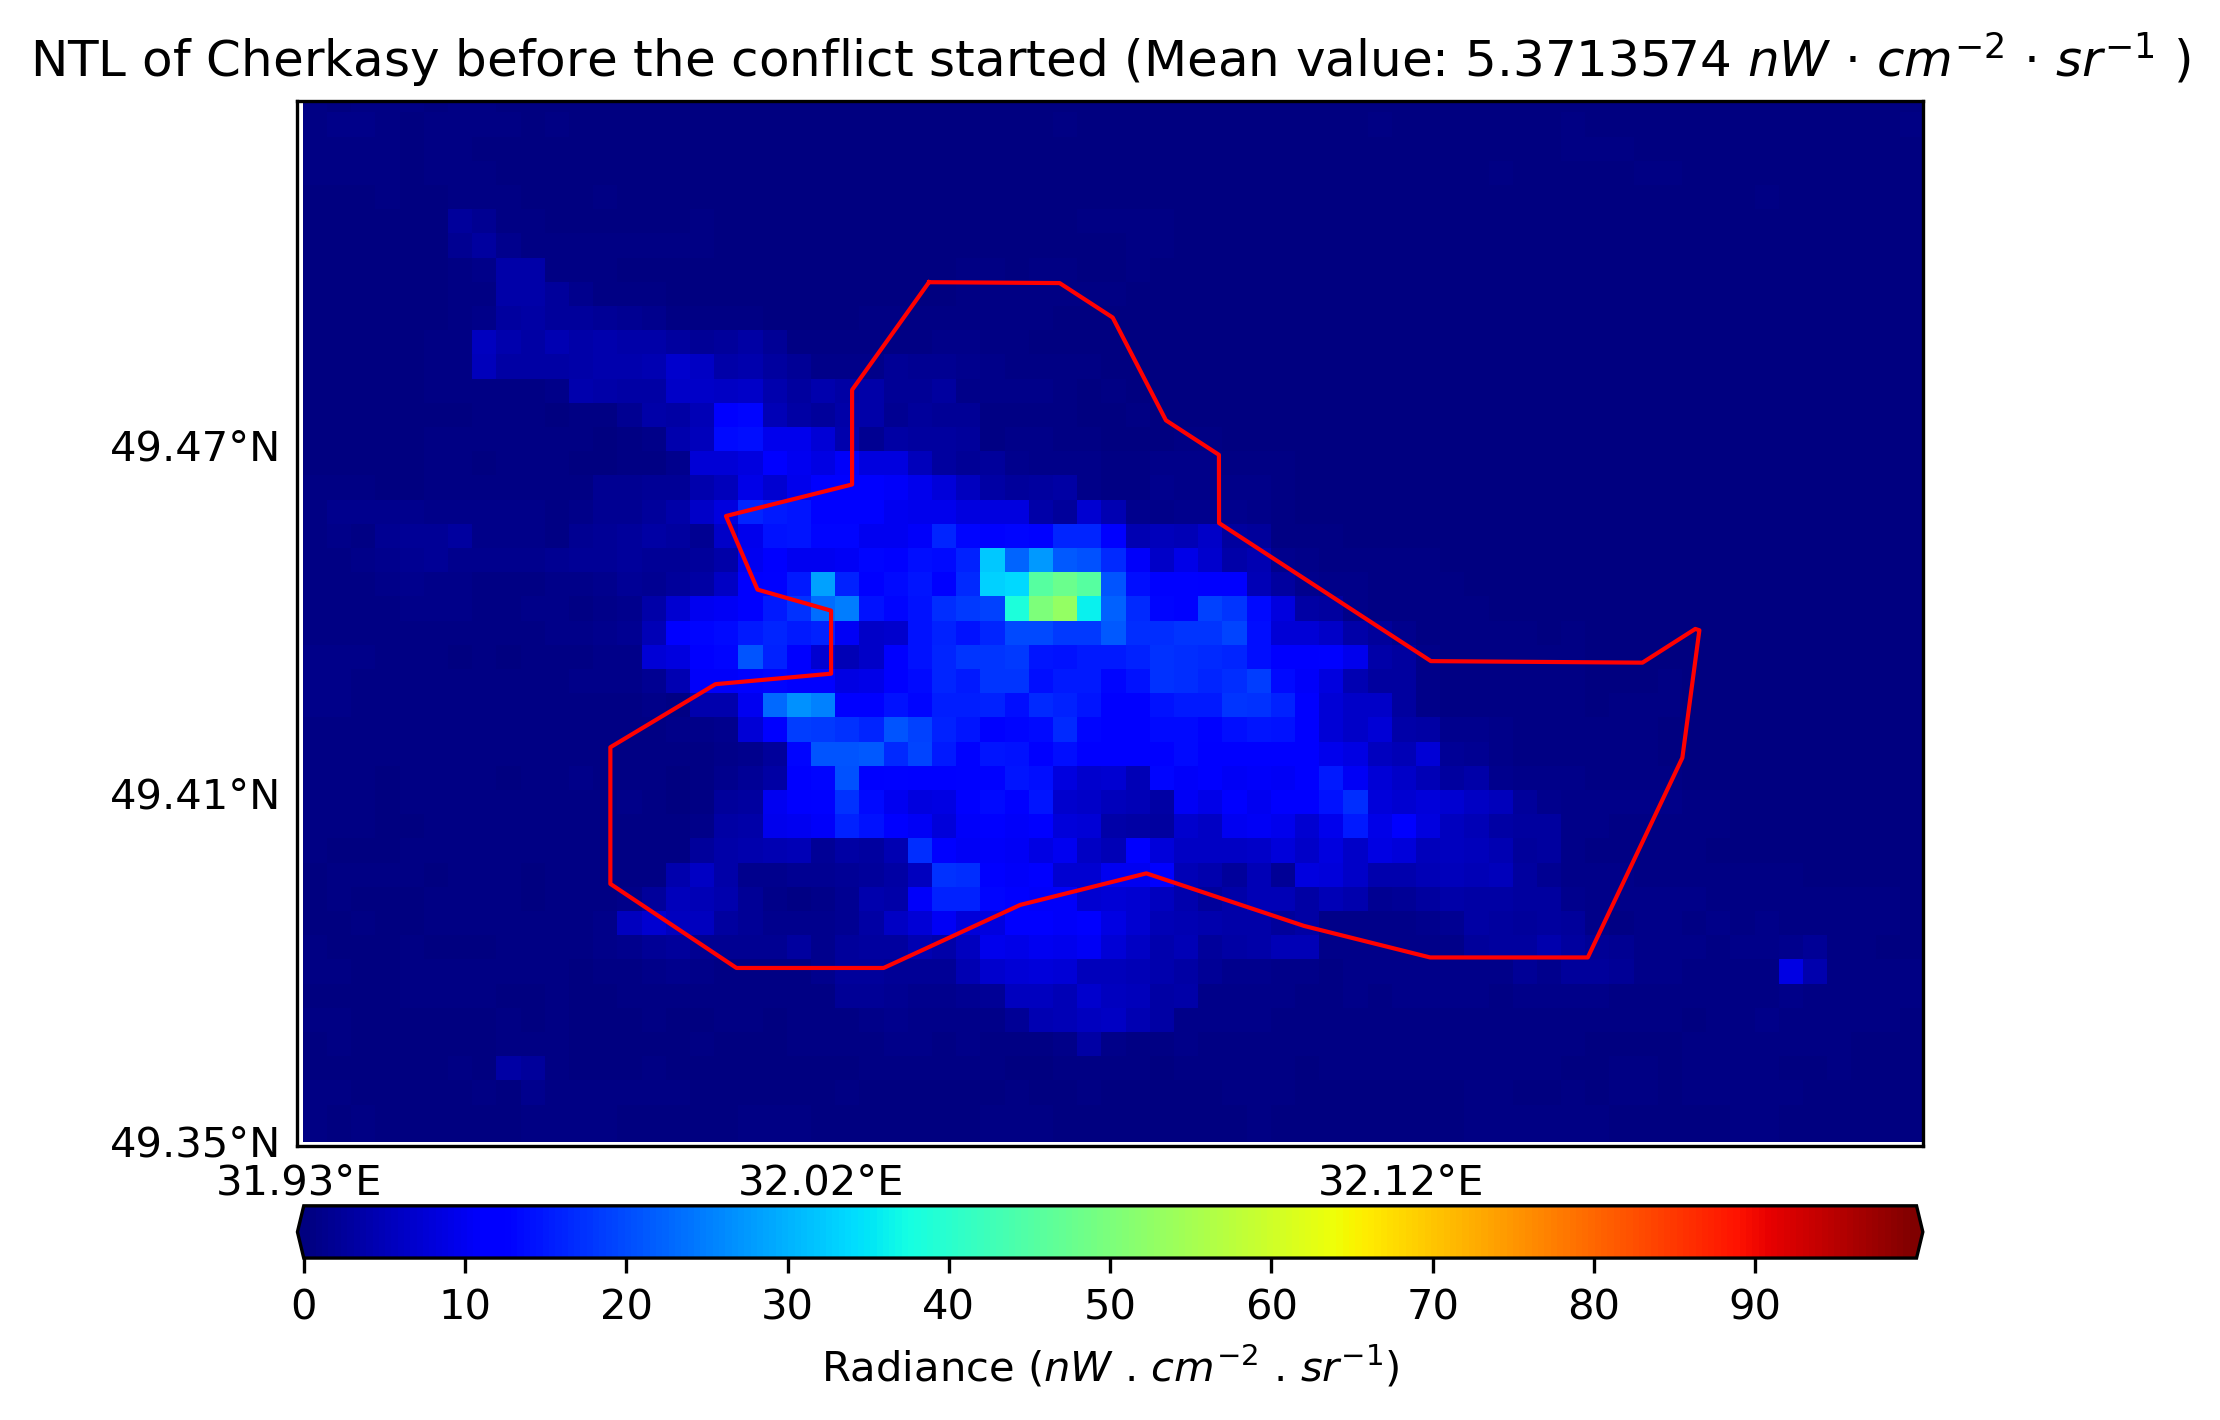 NTL of Cherkasy before the conflict started (Mean value: 5.3713574 nW · cm⁻² · sr⁻¹ )
49.47°N
49.41°N
49.35°N
31.93°E 32.02°E 32.12°E
0 10 20 30 40 50 60 70 80 90
Radiance (nW . cm⁻² . sr⁻¹)